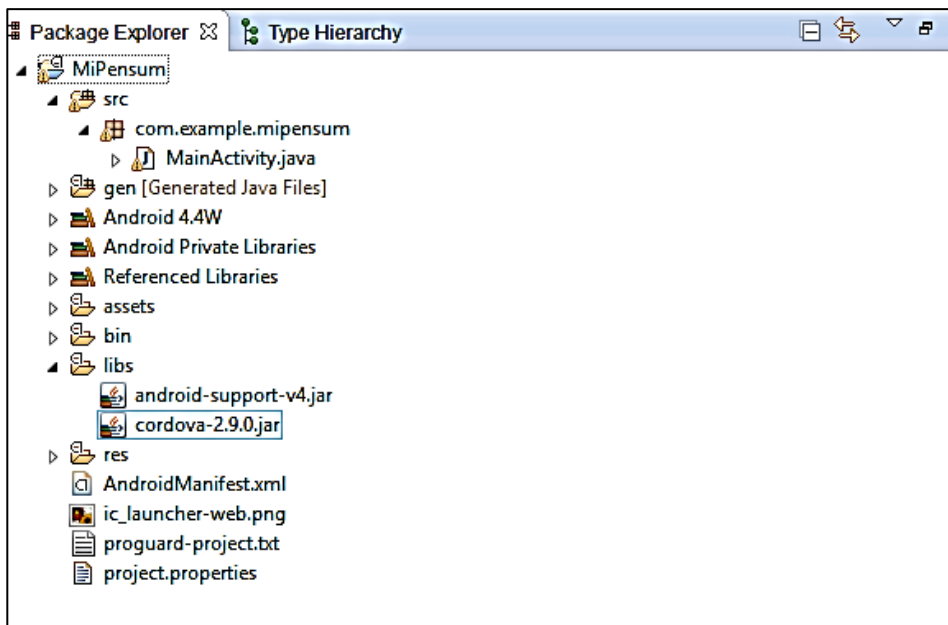 Package Explorer Type Hierarchy
MiPensum
src
com.example.mipensum
MainActivity.java
gen [Generated Java Files]
Android 4.4W
Android Private Libraries
Referenced Libraries
assets
bin
libs
android-support-v4.jar
cordova-2.9.0.jar
res
AndroidManifest.xml
ic_launcher-web.png
proguard-project.txt
project.properties